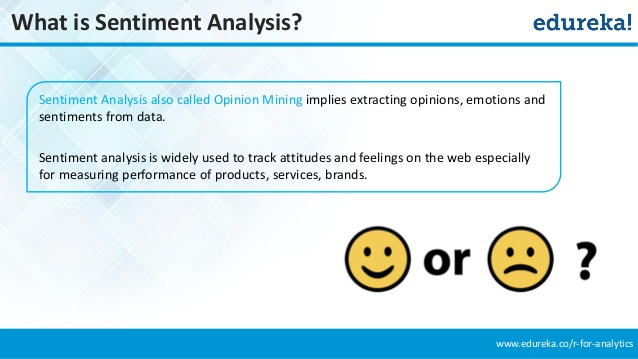 What is Sentiment Analysis?
edureka!
Sentiment Analysis also called Opinion Mining implies extracting opinions, emotions and
sentiments from data.
Sentiment analysis is widely used to track attitudes and feelings on the web especially
for measuring performance of products, services, brands.
or ?
www.edureka.co/r-for-analytics